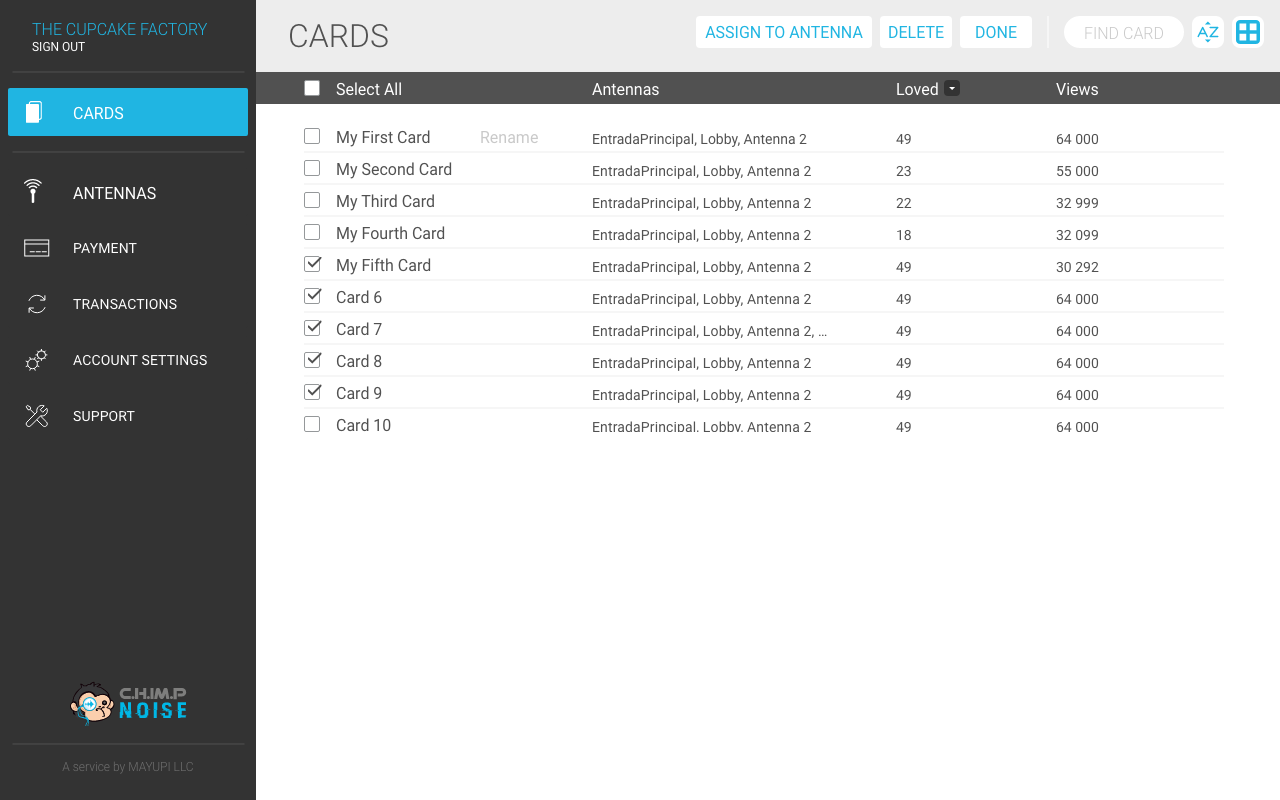 THE CUPCAKE FACTORY
SIGN OUT
CARDS
ANTENNAS
PAYMENT
TRANSACTIONS
ACCOUNT SETTINGS
SUPPORT
C.H.I.M.P
NOISE
A service by MAYUPI LLC
CARDS
ASSIGN TO ANTENNA
DELETE
DONE
FIND CARD
AZ
Select All Antennas Loved Views
My First Card Rename EntradaPrincipal, Lobby, Antenna 2 49 64 000
My Second Card EntradaPrincipal, Lobby, Antenna 2 23 55 000
My Third Card EntradaPrincipal, Lobby, Antenna 2 22 32 999
My Fourth Card EntradaPrincipal, Lobby, Antenna 2 18 32 099
My Fifth Card EntradaPrincipal, Lobby, Antenna 2 49 30 292
Card 6 EntradaPrincipal, Lobby, Antenna 2 49 64 000
Card 7 EntradaPrincipal, Lobby, Antenna 2, ... 49 64 000
Card 8 EntradaPrincipal, Lobby, Antenna 2 49 64 000
Card 9 EntradaPrincipal, Lobby, Antenna 2 49 64 000
Card 10 EntradaPrincipal, Lobby, Antenna 2 49 64 000